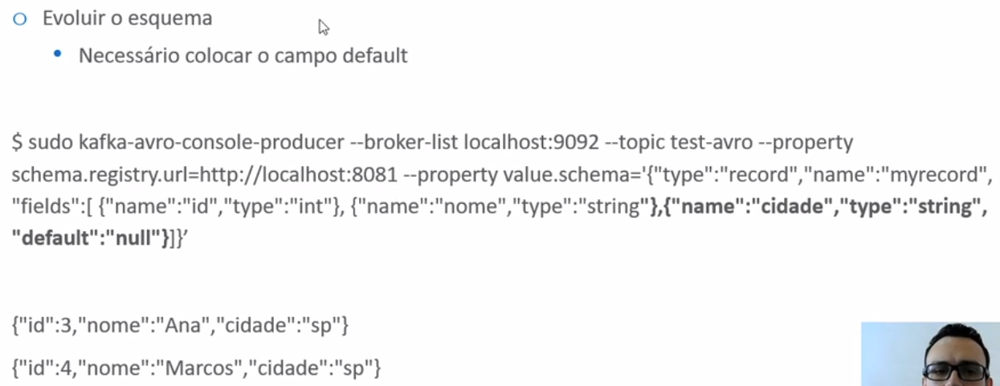 Evoluir o esquema
Necessário colocar o campo default
$ sudo kafka-avro-console-producer --broker-list localhost:9092 --topic test-avro --property
schema.registry.url=http://localhost:8081 --property value.schema='{"type":"record","name":"myrecord",
"fields":[ {"name":"id","type":"int"}, {"name":"nome","type":"string"},{"name":"cidade","type":"string",
"default":"null"}]}’
{"id":3,"nome":"Ana","cidade":"sp"}
{"id":4,"nome":"Marcos","cidade":"sp"}